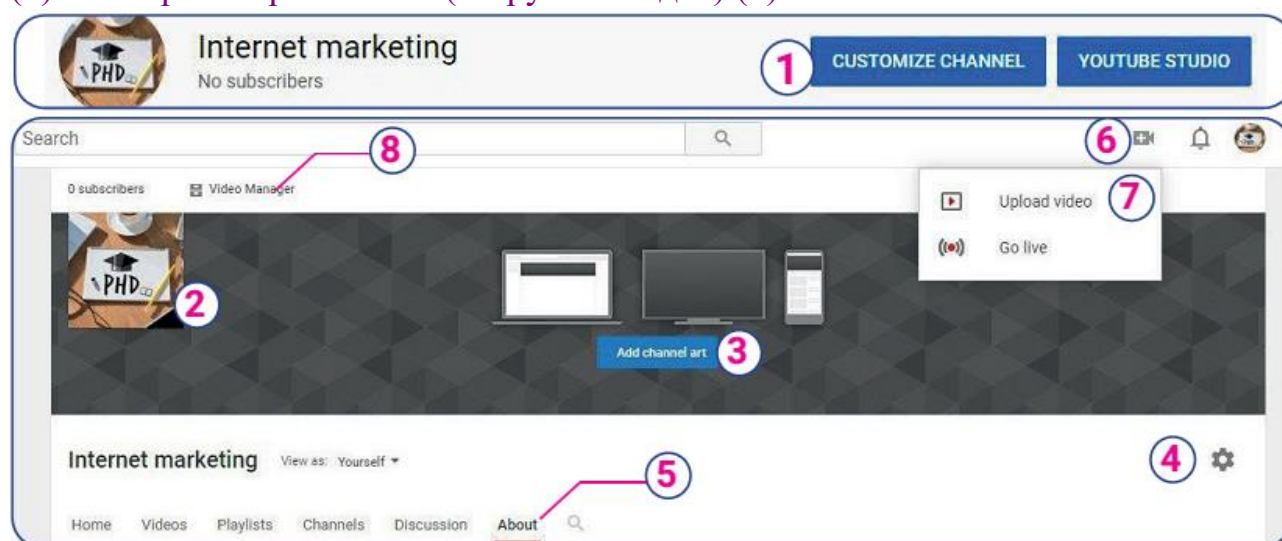 Internet marketing
No subscribers
1
CUSTOMIZE CHANNEL
YOUTUBE STUDIO
PHD
Search
8
6
0 subscribers
Video Manager
Upload video
7
Go live
PHD
2
Add channel art
3
Internet marketing
View as: Yourself
4
5
Home Videos Playlists Channels Discussion About